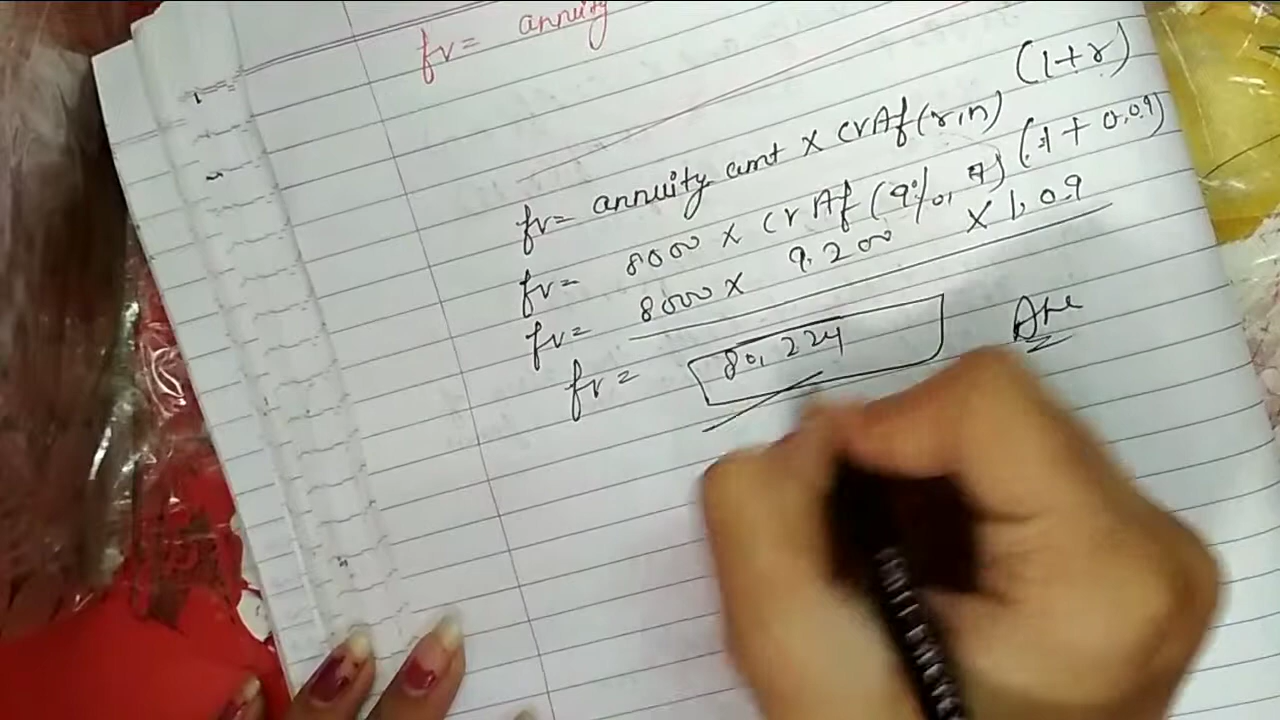 fv= annuity
fv= annuity amt × CVAf(r,n) (1+r)
fv= 8000 × CVAf (9%, 7) (1 + 0.09)
fv= 8000 × 9.200 × 1.09
fv= 80,224 Ans